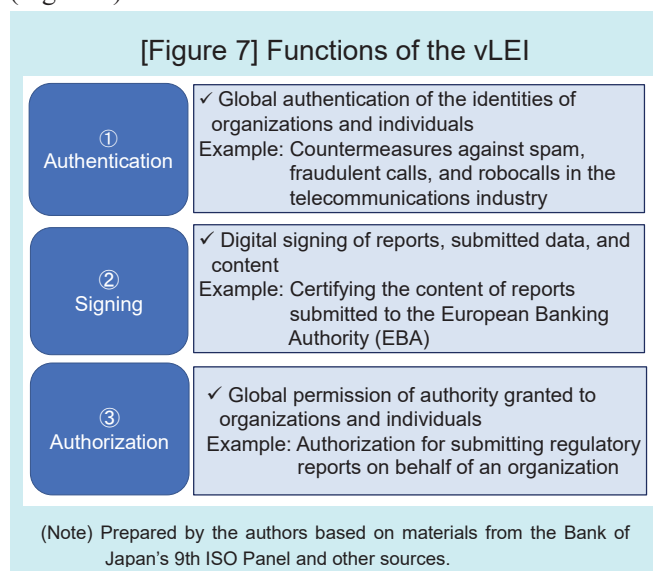 [Figure 7] Functions of the vLEI
①
Authentication
✓ Global authentication of the identities of
organizations and individuals
Example: Countermeasures against spam,
fraudulent calls, and robocalls in the
telecommunications industry
②
Signing
✓ Digital signing of reports, submitted data, and
content
Example: Certifying the content of reports
submitted to the European Banking
Authority (EBA)
③
Authorization
✓ Global permission of authority granted to
organizations and individuals
Example: Authorization for submitting regulatory
reports on behalf of an organization
(Note) Prepared by the authors based on materials from the Bank of
Japan's 9th ISO Panel and other sources.